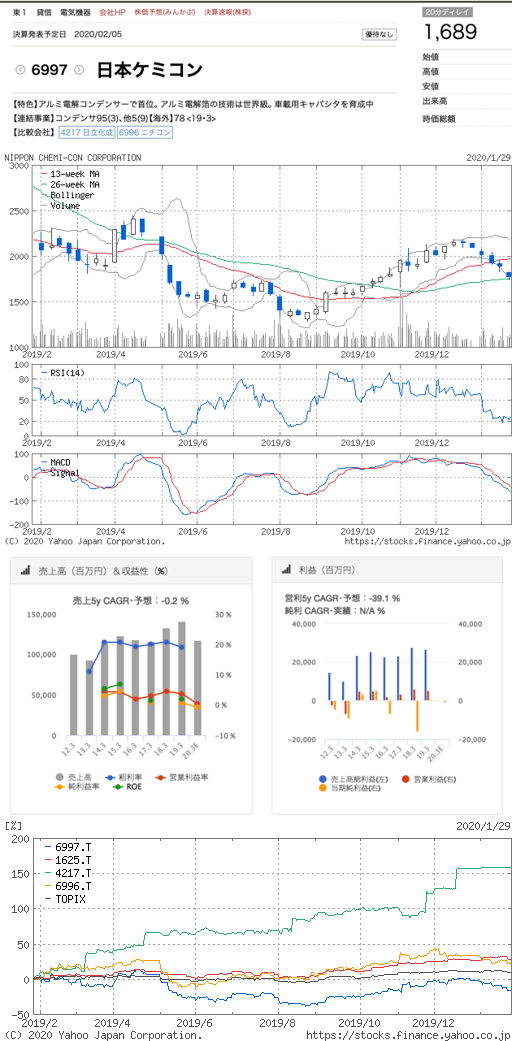 東1 貸借 電気機器 会社HP 株価予想(みんかぶ) 決算速報(株探)
20分ディレイ
決算発表予定日 2020/02/05
優待なし
1,689
6997 日本ケミコン
始値
高値
安値
出来高
時価総額
【特色】アルミ電解コンデンサーで首位。アルミ電解箔の技術は世界級。車載用キャパシタを育成中
【連結事業】コンデンサ95(3)、他5(9)【海外】78 <19・3>
【比較会社】 4217 日立化成 6996 ニチコン
NIPPON CHEMI-CON CORPORATION 2020/1/29
3000
13-week MA
26-week MA
Bollinger
Volume
2500
2000
1500
1000
2019/2 2019/4 2019/6 2019/8 2019/10 2019/12
100
RSI(14)
80
50
20
0
2019/2 2019/4 2019/6 2019/8 2019/10 2019/12
100
MACD
Signal
0
-100
-200
2019/2 2019/4 2019/6 2019/8 2019/10 2019/12
(C) 2020 Yahoo Japan Corporation. https://stocks.finance.yahoo.co.jp
売上高（百万円）＆収益性（%）
売上5y CAGR・予想：-0.2 %
150,000 30 %
20 %
100,000
10 %
50,000 0 %
0 -10 %
12.3 13.3 14.3 15.3 16.3 17.3 18.3 19.3 20.3E
売上高 粗利率 営業利益率
純利益率 ROE
利益（百万円）
営利5y CAGR・予想：-39.1 %
純利 CAGR・実績：N/A %
40,000 40,000
20,000 20,000
0 0
-20,000 -20,000
12.3 13.3 14.3 15.3 16.3 17.3 18.3 19.3 20.3E
売上高総利益(左) 営業利益(右)
当期純利益(右)
[%] 2020/1/29
200
6997.T
1625.T
4217.T
6996.T
TOPIX
150
100
50
0
-50
2019/2 2019/4 2019/6 2019/8 2019/10 2019/12
(C) 2020 Yahoo Japan Corporation. https://stocks.finance.yahoo.co.jp